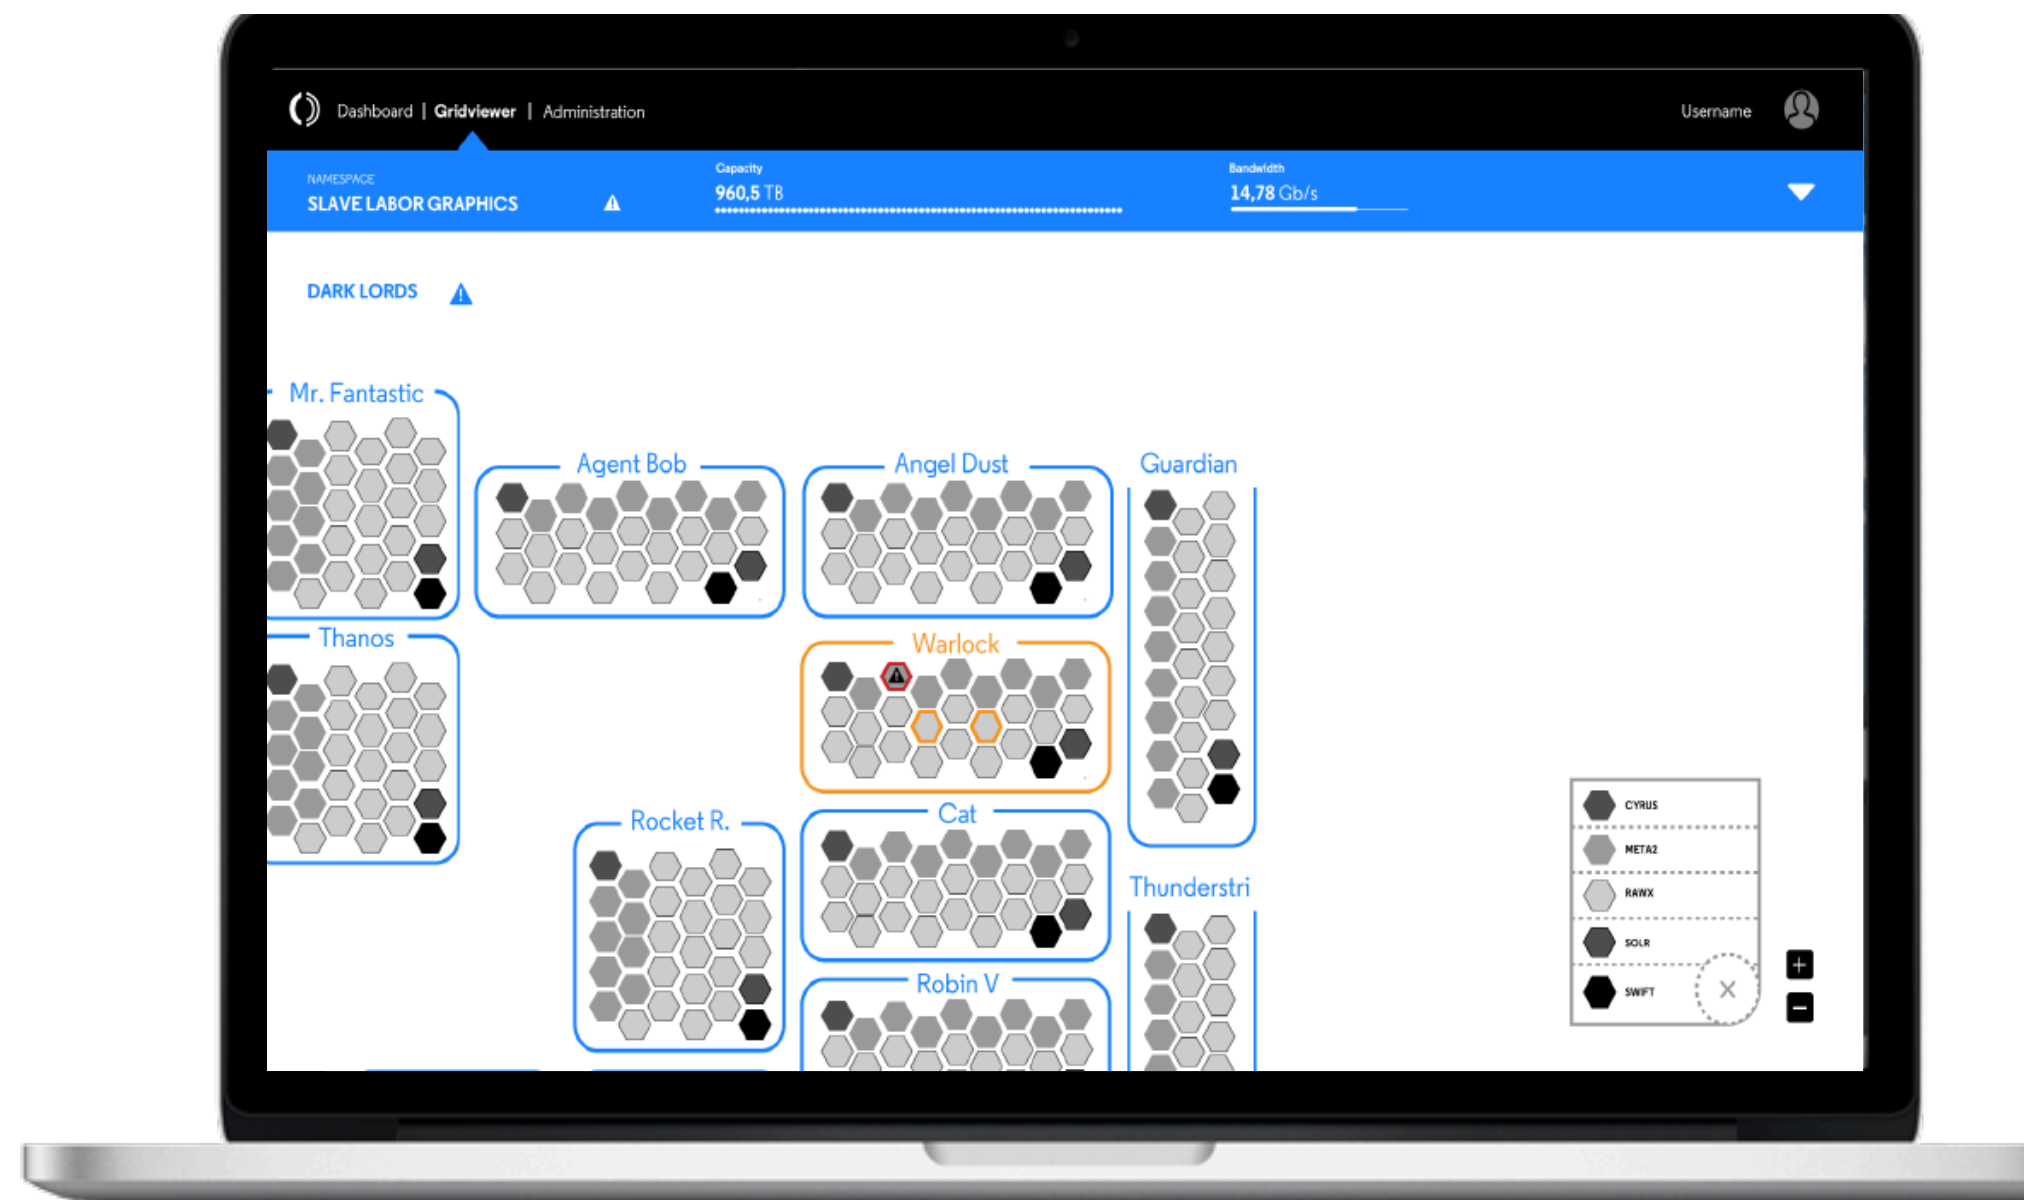 Dashboard | Gridviewer | Administration
Username
NAMESPACE
SLAVE LABOR GRAPHICS
Capacity
960,5 TB
Bandwidth
14,78 Gb/s
DARK LORDS
Mr. Fantastic
Agent Bob
Angel Dust
Guardian
Thanos
Warlock
Rocket R.
Cat
Thunderstri
Robin V
CYRUS
META2
RAWX
SOLR
SWIFT